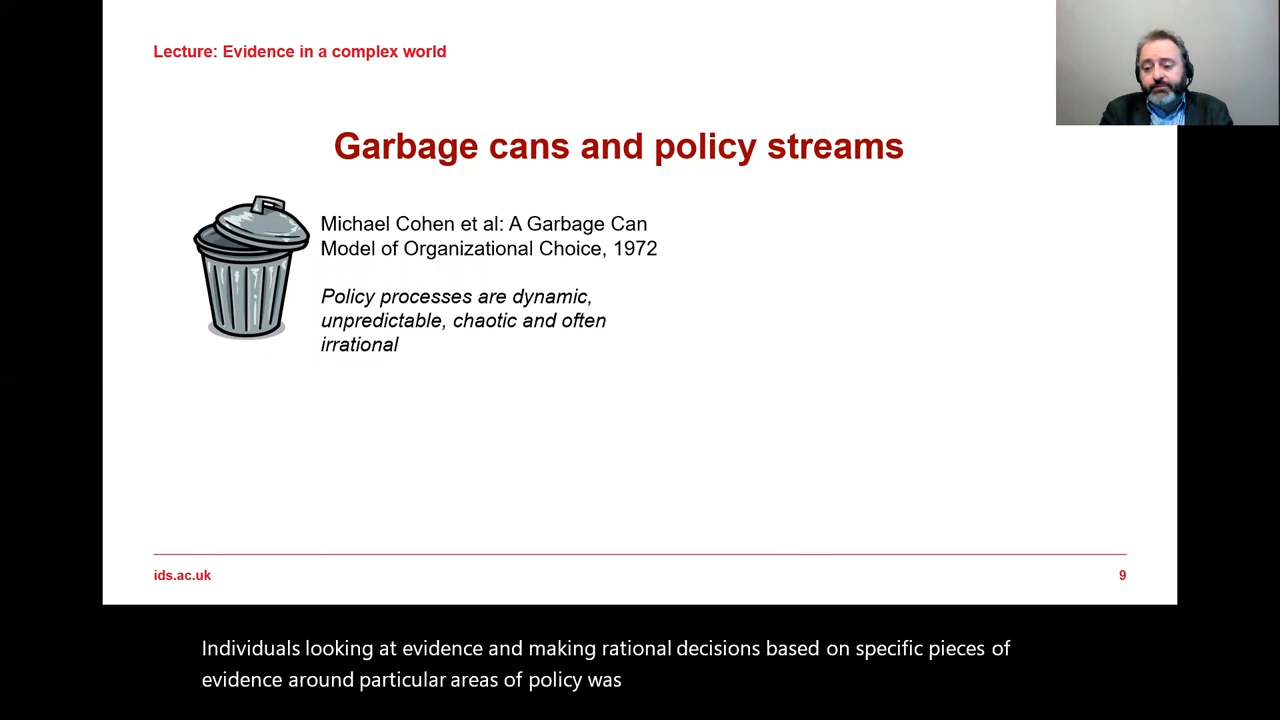 Lecture: Evidence in a complex world
Garbage cans and policy streams
Michael Cohen et al: A Garbage Can
Model of Organizational Choice, 1972
Policy processes are dynamic,
unpredictable, chaotic and often
irrational
ids.ac.uk
9
Individuals looking at evidence and making rational decisions based on specific pieces of
evidence around particular areas of policy was